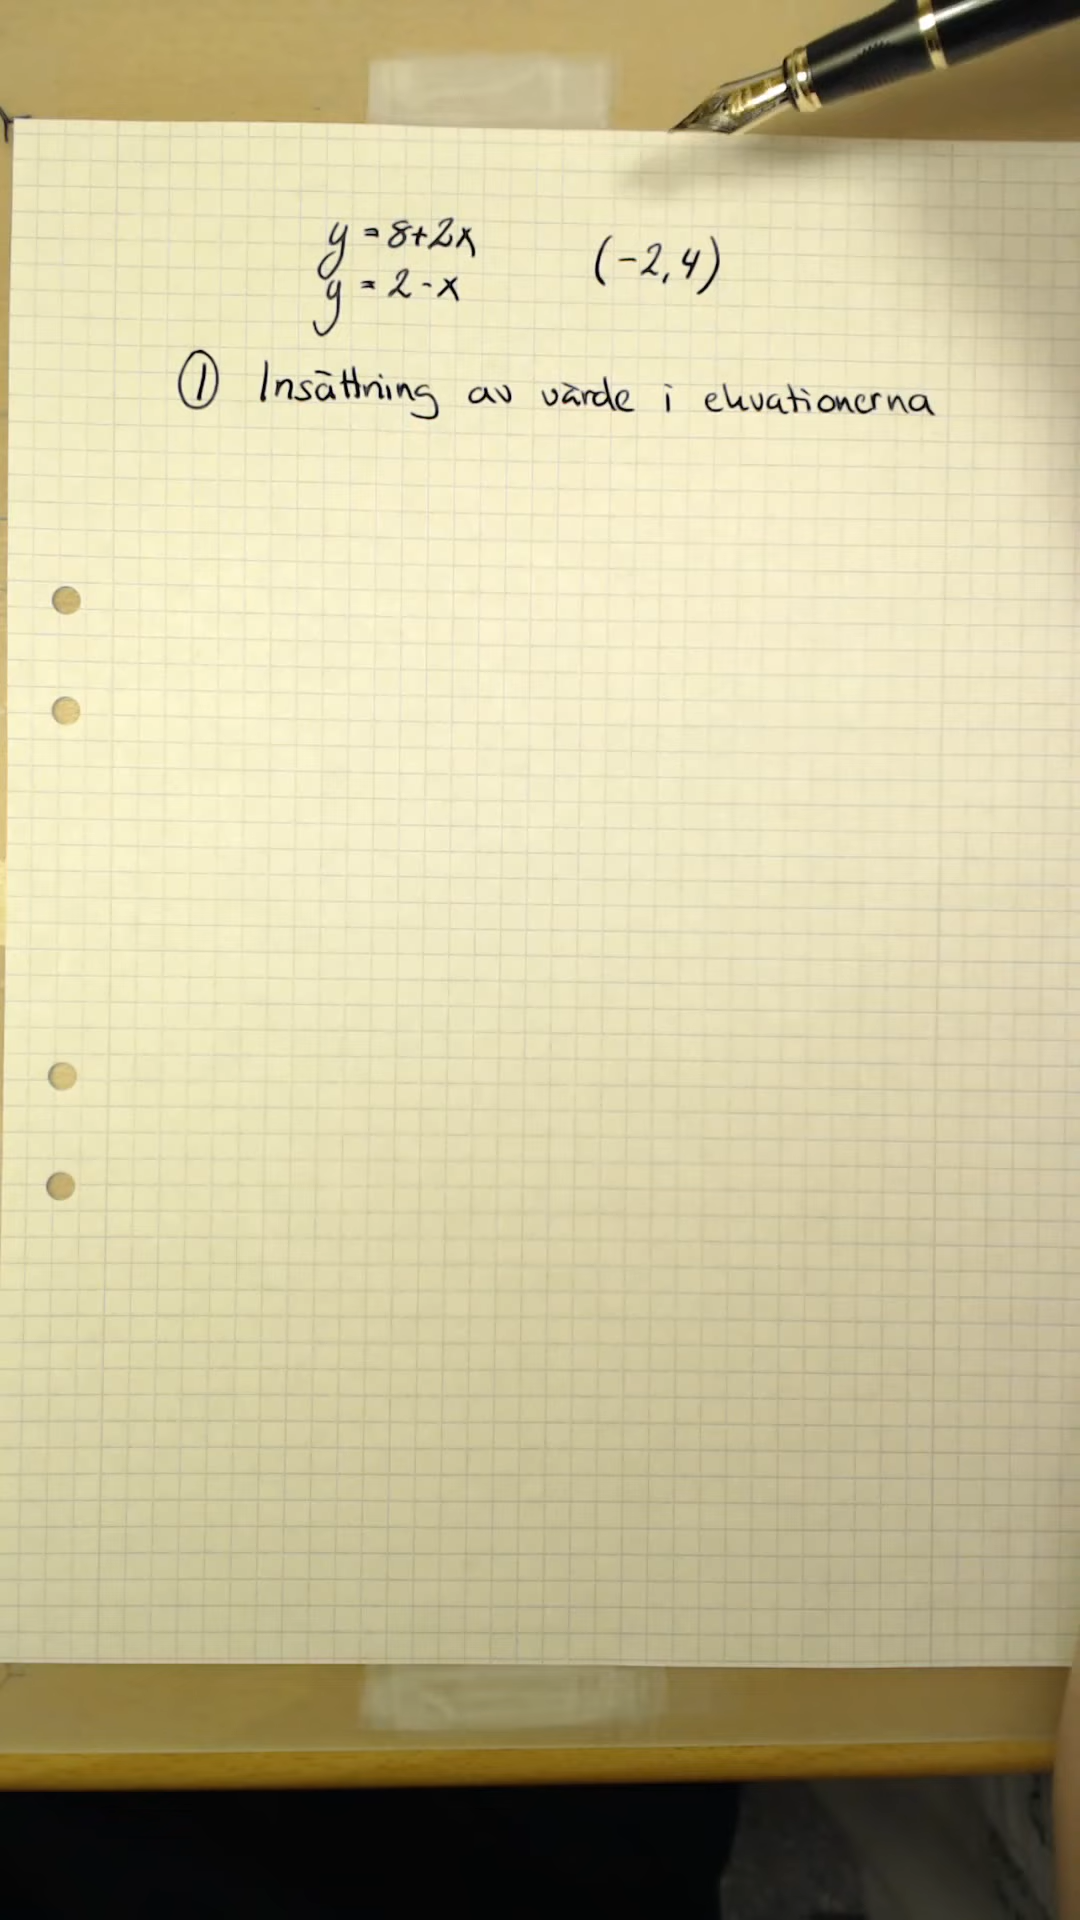 y = 8+2x
y = 2-x
(-2,4)
① Insättning av värde i ekvationerna